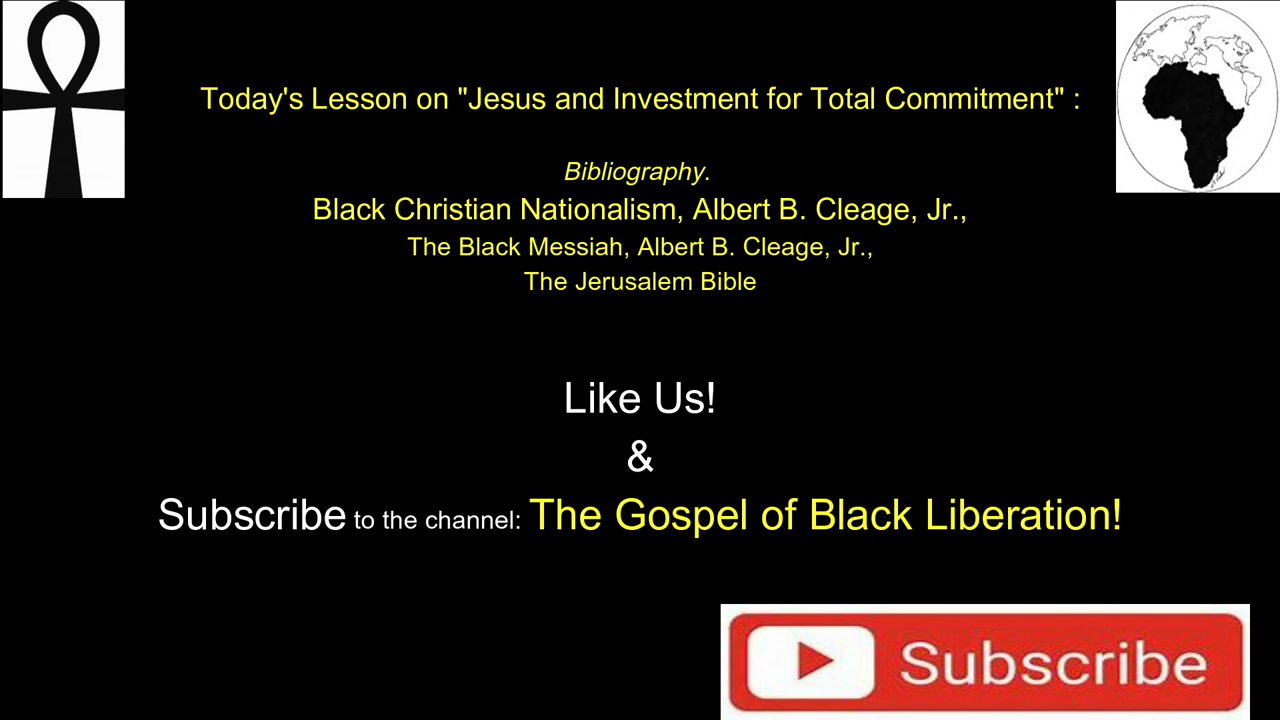 Today's Lesson on "Jesus and Investment for Total Commitment" :
Bibliography.
Black Christian Nationalism, Albert B. Cleage, Jr.,
The Black Messiah, Albert B. Cleage, Jr.,
The Jerusalem Bible
Like Us!
&
Subscribe to the channel: The Gospel of Black Liberation!
Subscribe